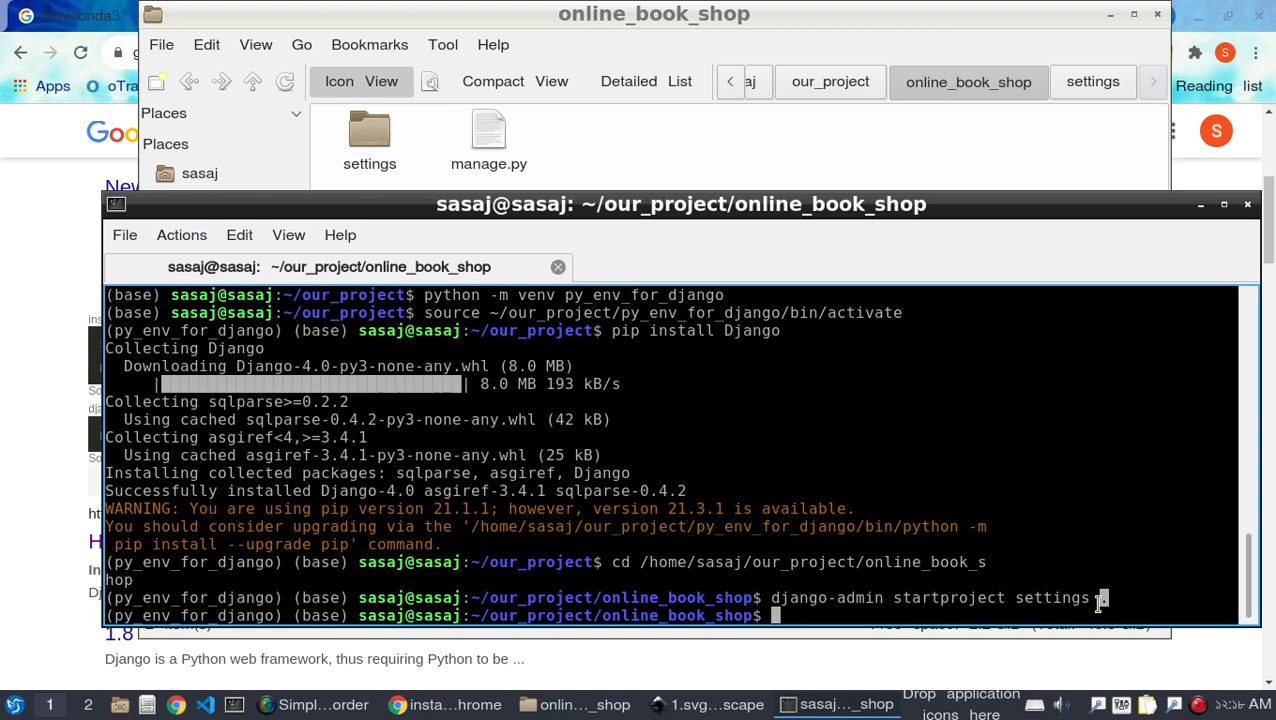 niconda3
online_book_shop
File Edit View Go Bookmarks Tool Help
Apps
oTra
Icon View Compact View Detailed List
aj our_project online_book_shop settings
Reading list
S
S
Places
Places
sasaj
settings
manage.py
Goo
New
sasaj@sasaj: ~/our_project/online_book_shop
File Actions Edit View Help
sasaj@sasaj: ~/our_project/online_book_shop
(base) sasaj@sasaj:~/our_project$ python -m venv py_env_for_django
(base) sasaj@sasaj:~/our_project$ source ~/our_project/py_env_for_django/bin/activate
(py_env_for_django) (base) sasaj@sasaj:~/our_project$ pip install Django
Collecting Django
Downloading Django-4.0-py3-none-any.whl (8.0 MB)
|████████████████████████████████| 8.0 MB 193 kB/s
Collecting sqlparse>=0.2.2
Using cached sqlparse-0.4.2-py3-none-any.whl (42 kB)
Collecting asgiref<4,>=3.4.1
Using cached asgiref-3.4.1-py3-none-any.whl (25 kB)
Installing collected packages: sqlparse, asgiref, Django
Successfully installed Django-4.0 asgiref-3.4.1 sqlparse-0.4.2
WARNING: You are using pip version 21.1.1; however, version 21.3.1 is available.
You should consider upgrading via the '/home/sasaj/our_project/py_env_for_django/bin/python -m
pip install --upgrade pip' command.
(py_env_for_django) (base) sasaj@sasaj:~/our_project$ cd /home/sasaj/our_project/online_book_s
hop
(py_env_for_django) (base) sasaj@sasaj:~/our_project/online_book_shop$ django-admin startproject settings .
(py_env_for_django) (base) sasaj@sasaj:~/our_project/online_book_shop$
1.8
Django is a Python web framework, thus requiring Python to be ...
1 2 Simpl...order insta...hrome onlin..._shop 1.svg...scape sasaj..._shop Drop application icons here 12:18 AM